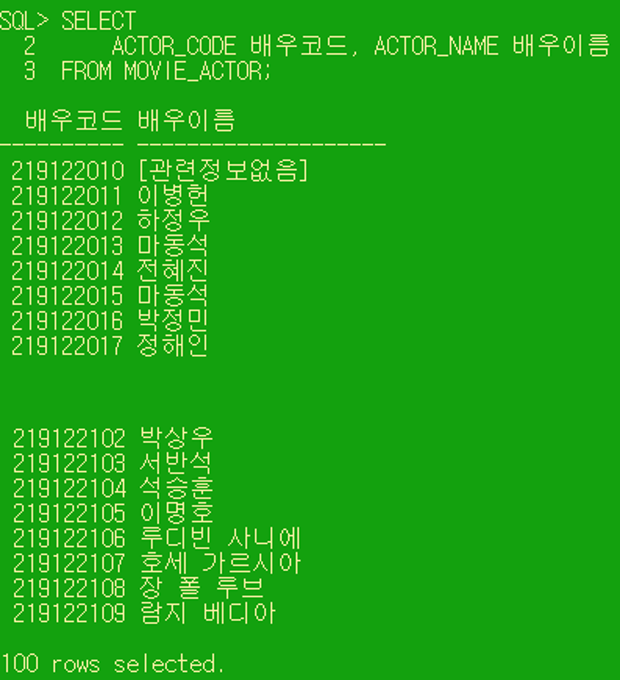 SQL> SELECT
2 ACTOR_CODE 배우코드, ACTOR_NAME 배우이름
3 FROM MOVIE_ACTOR;
배우코드 배우이름
---------- --------------------
219122010 [관련정보없음]
219122011 이병헌
219122012 하정우
219122013 마동석
219122014 전혜진
219122015 마동석
219122016 박정민
219122017 정해인
219122102 박상우
219122103 서반석
219122104 석승훈
219122105 이명호
219122106 루디빈 사니에
219122107 호세 가르시아
219122108 장 폴 루브
219122109 람지 베디아
100 rows selected.